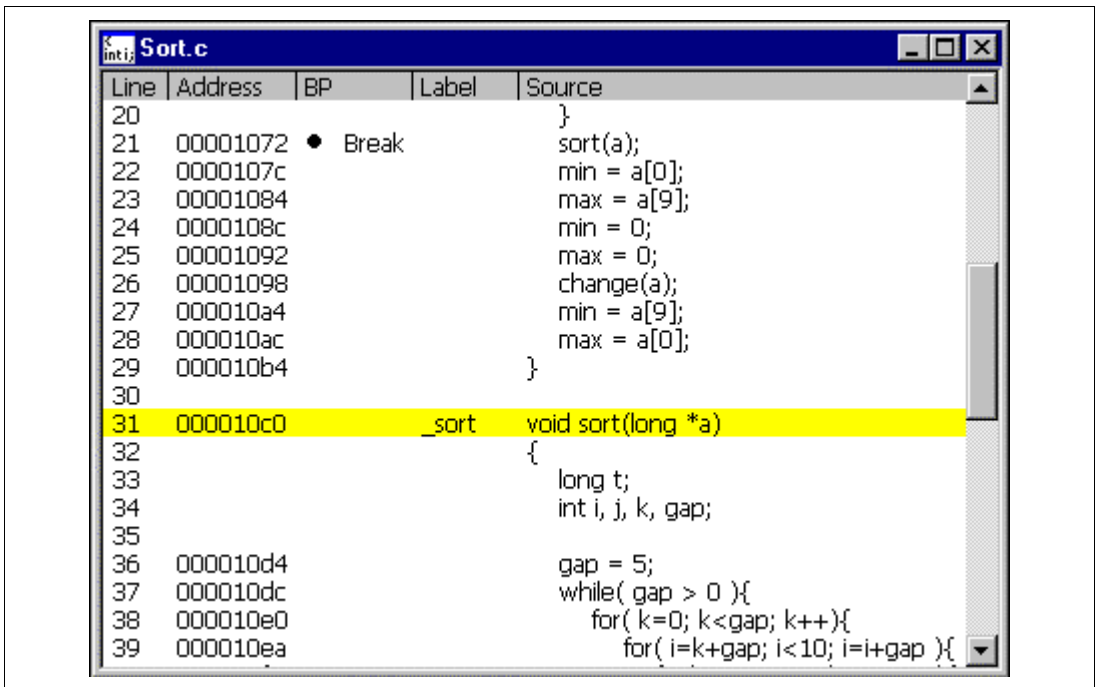 int i; Sort.c
Line Address BP Label Source
20 }
21 00001072 ● Break sort(a);
22 0000107c min = a[0];
23 00001084 max = a[9];
24 0000108c min = 0;
25 00001092 max = 0;
26 00001098 change(a);
27 000010a4 min = a[9];
28 000010ac max = a[0];
29 000010b4 }
30
31 000010c0 _sort void sort(long *a)
32 {
33 long t;
34 int i, j, k, gap;
35
36 000010d4 gap = 5;
37 000010dc while( gap > 0 ){
38 000010e0 for( k=0; k<gap; k++){
39 000010ea for( i=k+gap; i<10; i=i+gap ){